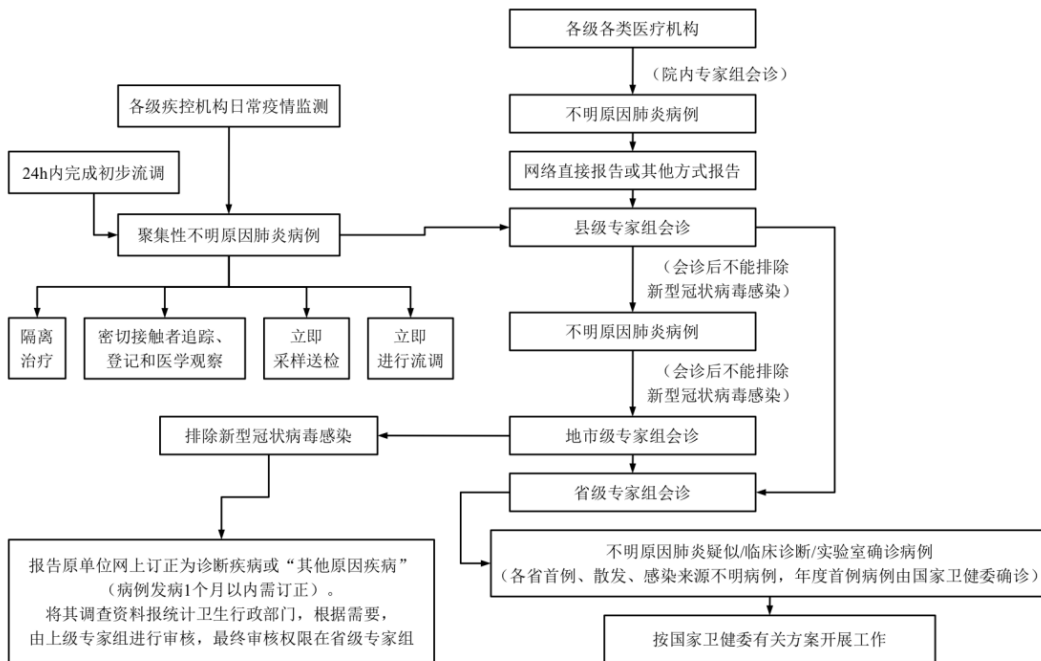 各级各类医疗机构
（院内专家组会诊）
各级疾控机构日常疫情监测
不明原因肺炎病例
24h内完成初步流调
网络直接报告或其他方式报告
聚集性不明原因肺炎病例
县级专家组会诊
（会诊后不能排除
新型冠状病毒感染）
隔离
治疗
密切接触者追踪、
登记和医学观察
立即
采样送检
立即
进行流调
不明原因肺炎病例
（会诊后不能排除
新型冠状病毒感染）
排除新型冠状病毒感染
地市级专家组会诊
省级专家组会诊
报告原单位网上订正为诊断疾病或“其他原因疾病”
（病例发病1个月以内需订正）。
将其调查资料报统计卫生行政部门，根据需要，
由上级专家组进行审核，最终审核权限在省级专家组
不明原因肺炎疑似/临床诊断/实验室确诊病例
（各省首例、散发、感染来源不明病例，年度首例病例由国家卫健委确诊）
按国家卫健委有关方案开展工作